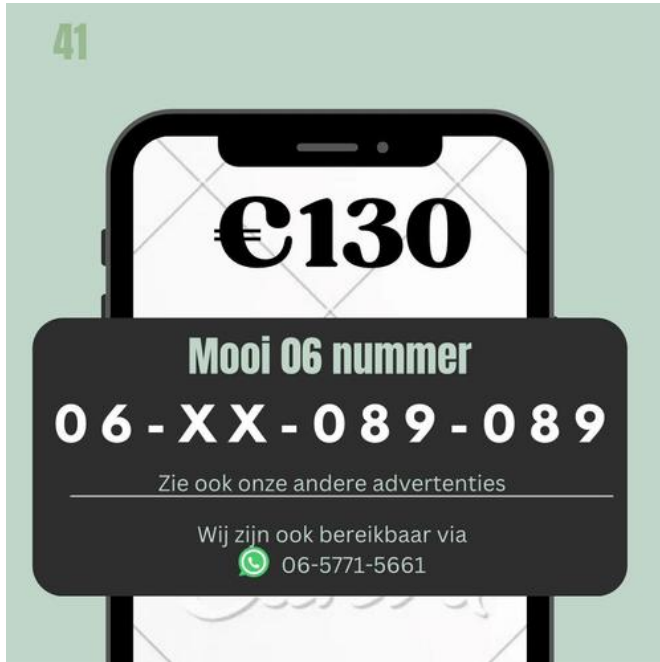 41
€130
Mooi 06 nummer
06-XX-089-089
Zie ook onze andere advertenties
Wij zijn ook bereikbaar via
06-5771-5661